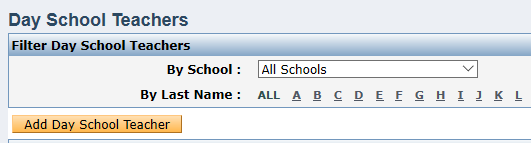 Day School Teachers
Filter Day School Teachers
By School : All Schools
By Last Name : ALL A B C D E F G H I J K L
Add Day School Teacher